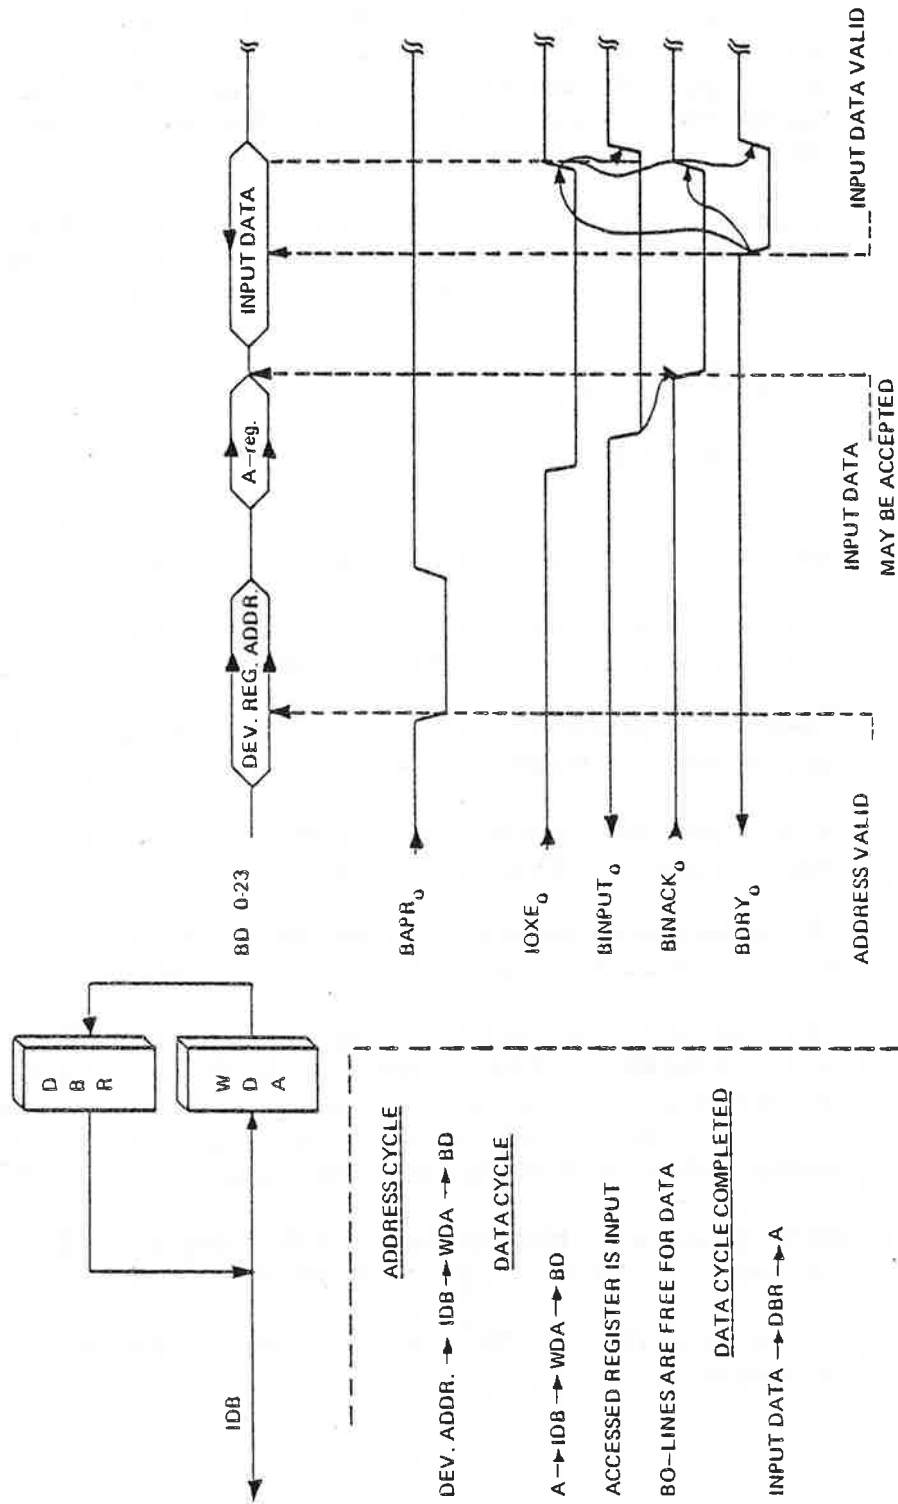 IDB
DBR
WDA
ADDRESS CYCLE
DEV. ADDR. → IDB → WDA → BD
DATA CYCLE
A → IDB → WDA → BD
ACCESSED REGISTER IS INPUT
BO-LINES ARE FREE FOR DATA
DATA CYCLE COMPLETED
INPUT DATA → DBR → A
BD 0-23
DEV. REG. ADDR.
A-reg.
INPUT DATA
BAPR0
IOXE0
BINPUT0
BINACK0
BDRY0
ADDRESS VALID
INPUT DATA
MAY BE ACCEPTED
INPUT DATA VALID